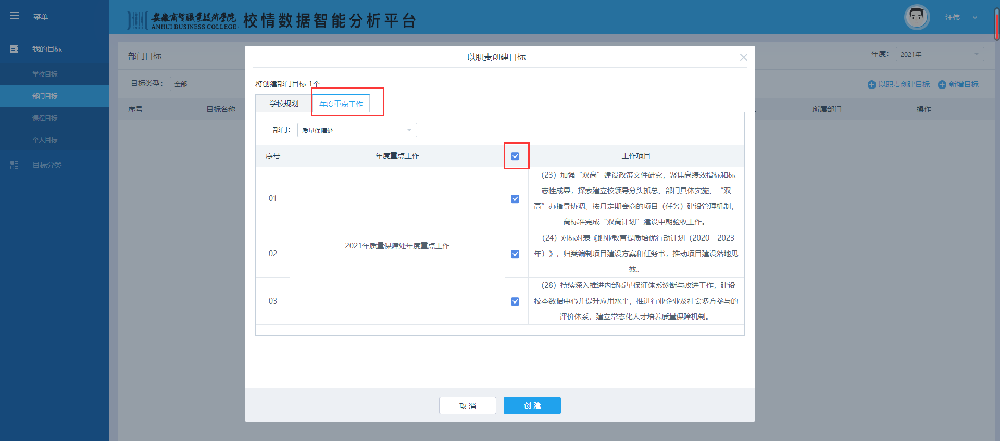 菜单
安徽商贸职业技术学院
ANHUI BUSINESS COLLEGE
校情数据智能分析平台
汪伟
我的目标
学校目标
部门目标
课程目标
个人目标
目标分类
部门目标
年度：
2021年
目标类型：
全部
以职责创建目标
新增目标
序号
目标名称
所属部门
操作
以职责创建目标
将创建部门目标 1个
学校规划
年度重点工作
部门：
质量保障处
序号
年度重点工作
工作项目
01
2021年质量保障处年度重点工作
（23）加强“双高”建设政策文件研究，聚焦高绩效指标和标
志性成果，探索建立校领导分头抓总、部门具体实施、“双
高”办指导协调、按月定期会商的项目（任务）建设管理机制，
高标准完成“双高计划”建设中期验收工作。
02
（24）对标对表《职业教育提质培优行动计划（2020—2023
年）》，归类编制项目建设方案和任务书，推动项目建设落地见
效。
03
（28）持续深入推进内部质量保证体系诊断与改进工作，建设
校本数据中心并提升应用水平，推进行业企业及社会多方参与的
评价体系，建立常态化人才培养质量保障机制。
取 消
创 建